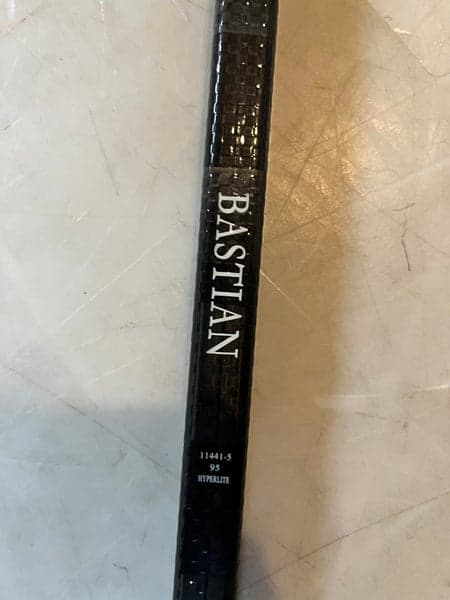 BASTIAN
11441-5
95
HYPERLITE